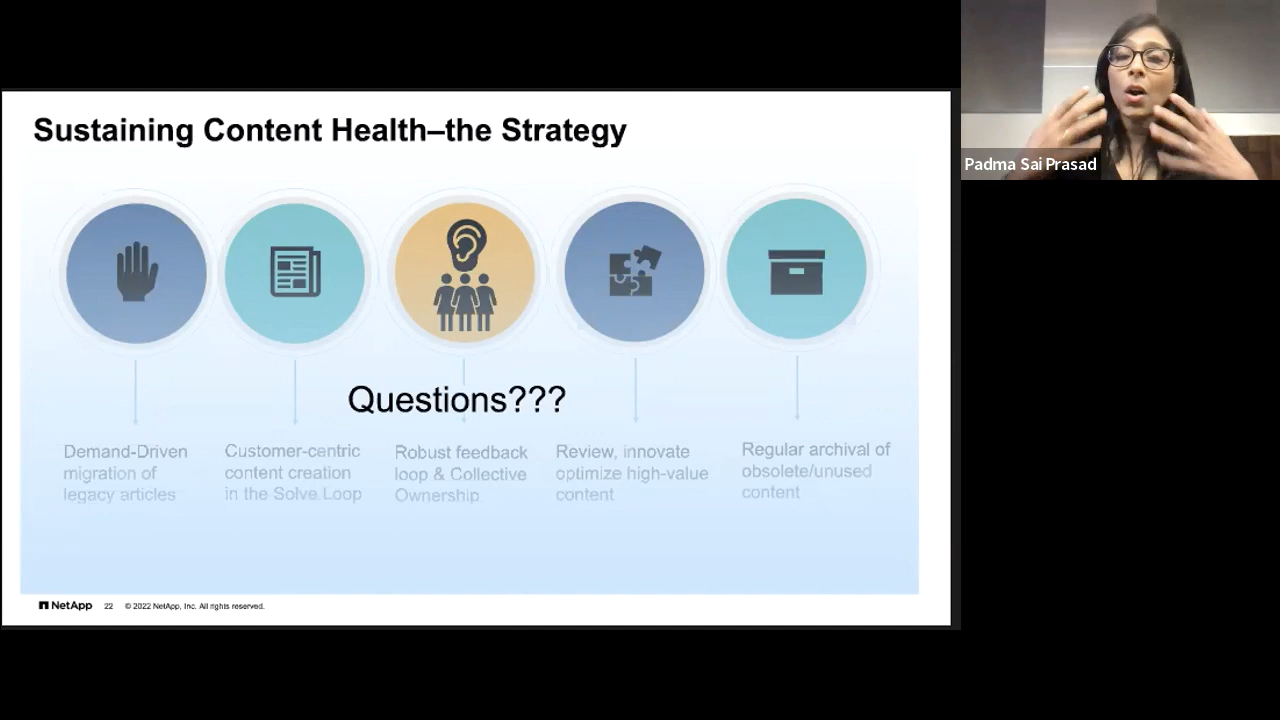 Padma Sai Prasad
Sustaining Content Health–the Strategy
Questions???
Demand-Driven
migration of
legacy articles
Customer-centric
content creation
in the Solve Loop
Robust feedback
loop & Collective
Ownership
Review, innovate
optimize high-value
content
Regular archival of
obsolete/unused
content
NetApp 22 © 2022 NetApp, Inc. All rights reserved.